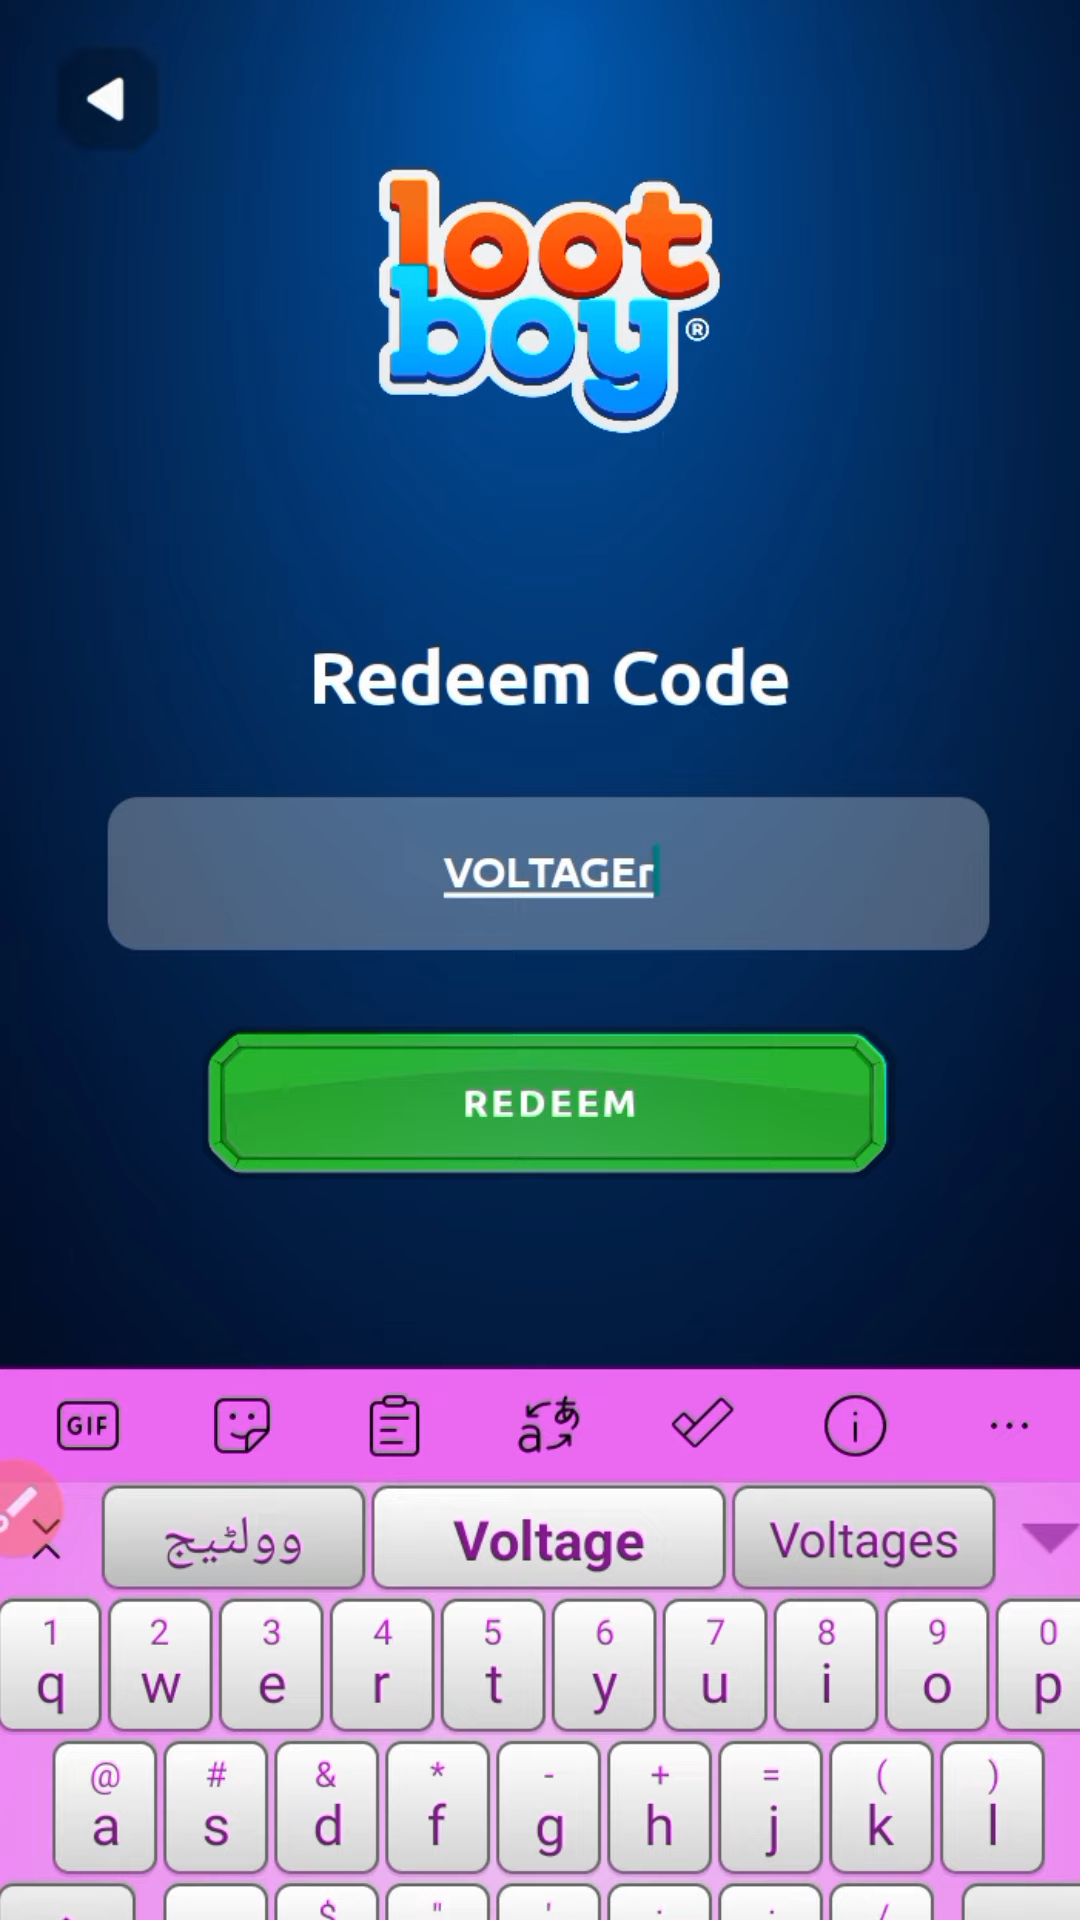 loot
boy®
Redeem Code
VOLTAGEr
REDEEM
GIF
وولٹیج Voltage Voltages
1 2 3 4 5 6 7 8 9 0
q w e r t y u i o p
@ # & * - + = ( )
a s d f g h j k l